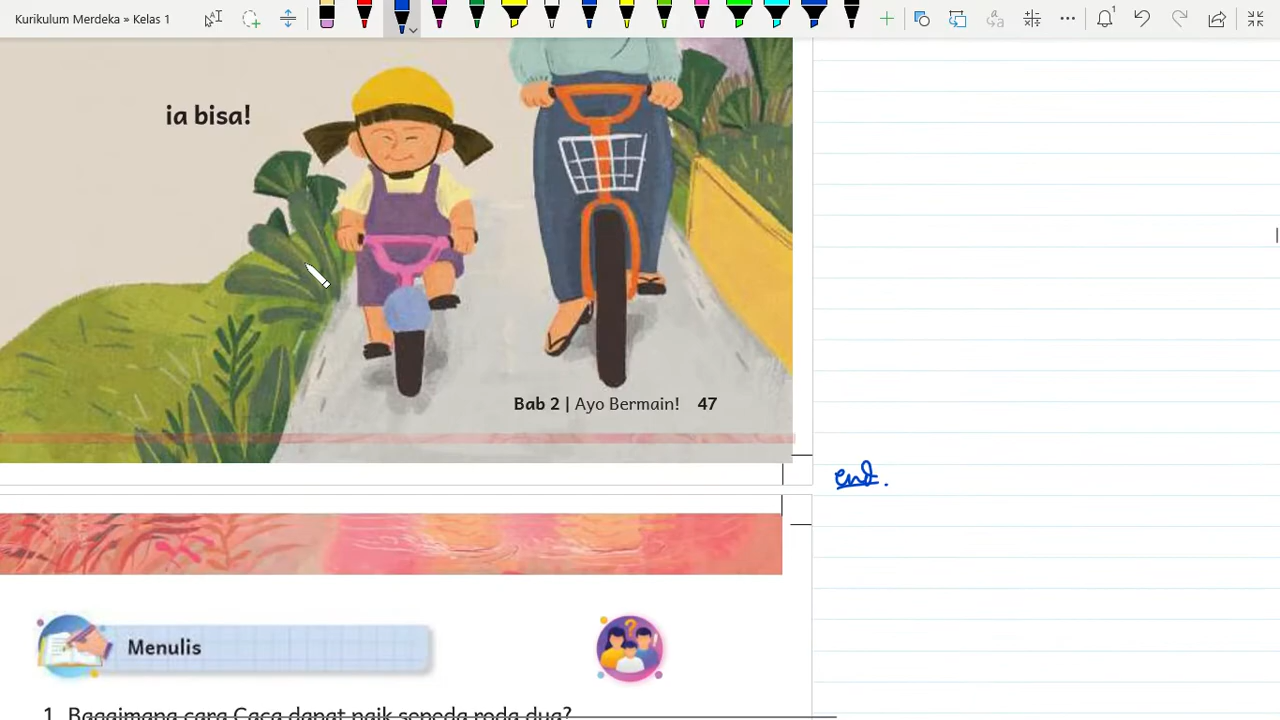 Kurikulum Merdeka » Kelas 1
ia bisa!
Bab 2 | Ayo Bermain! 47
end.
Menulis
1. Bagaimana cara Caca dapat naik sepeda roda dua?